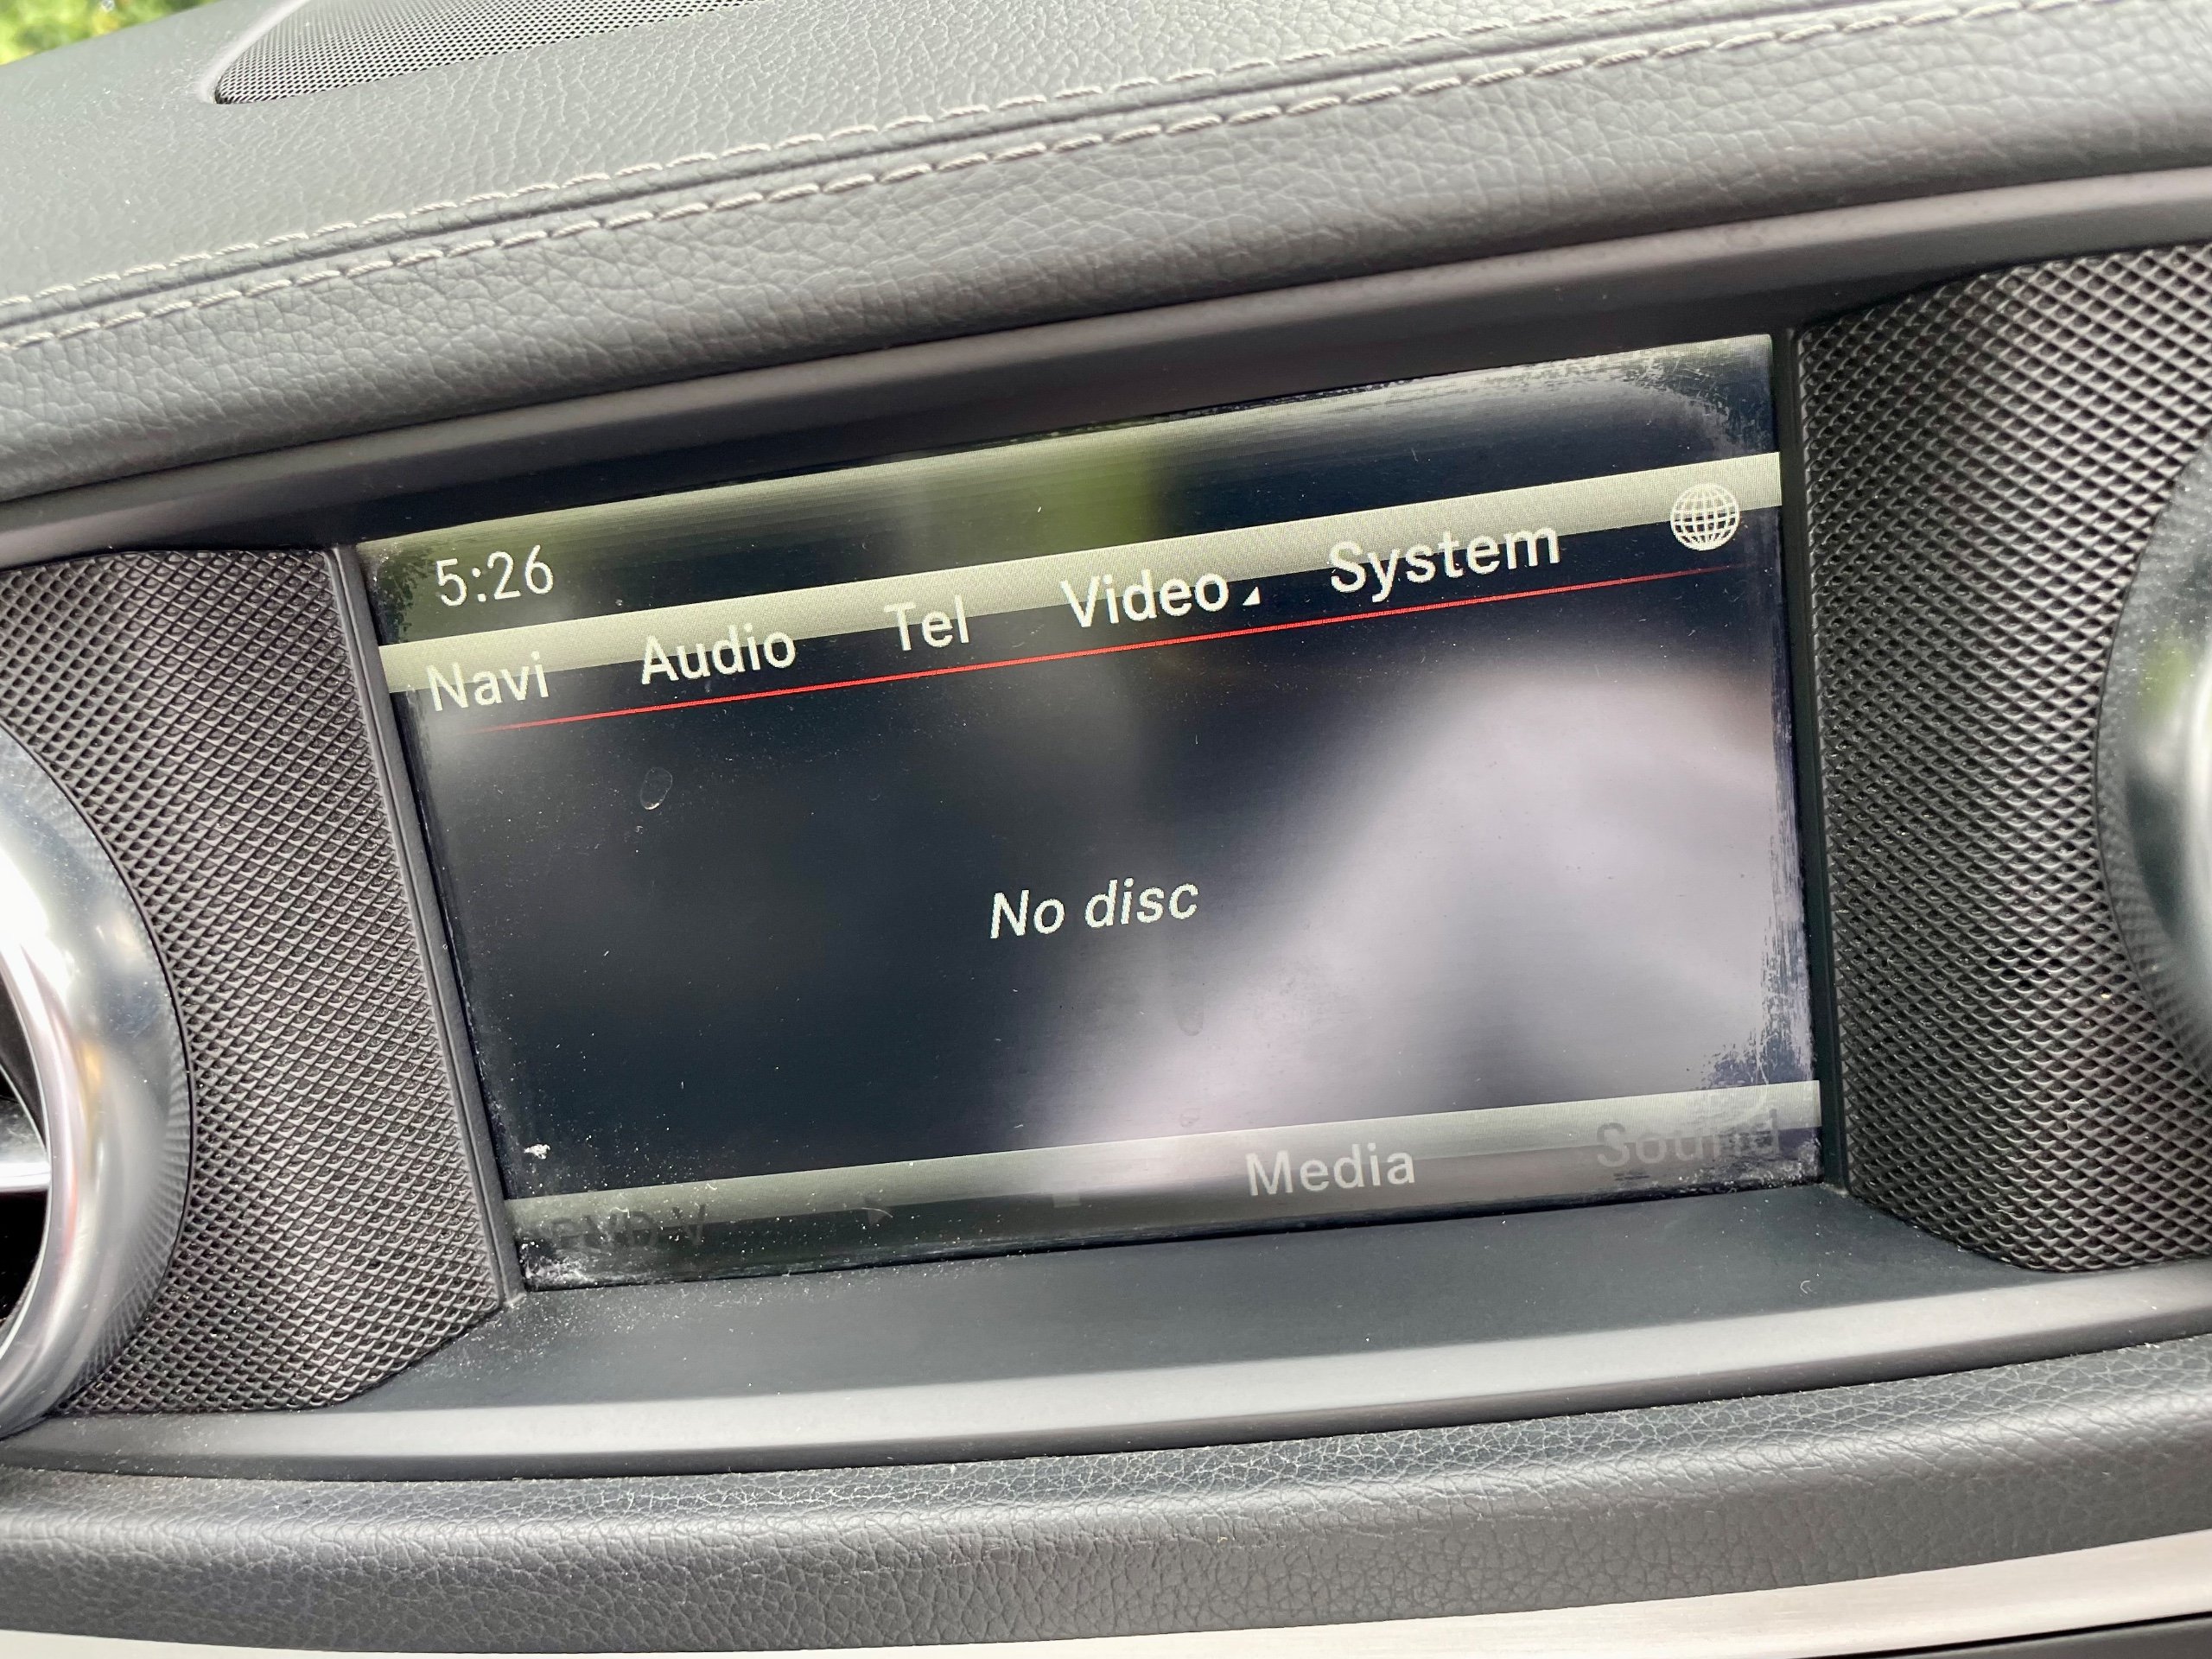 5:26
Navi Audio Tel Video System
No disc
Media Sound